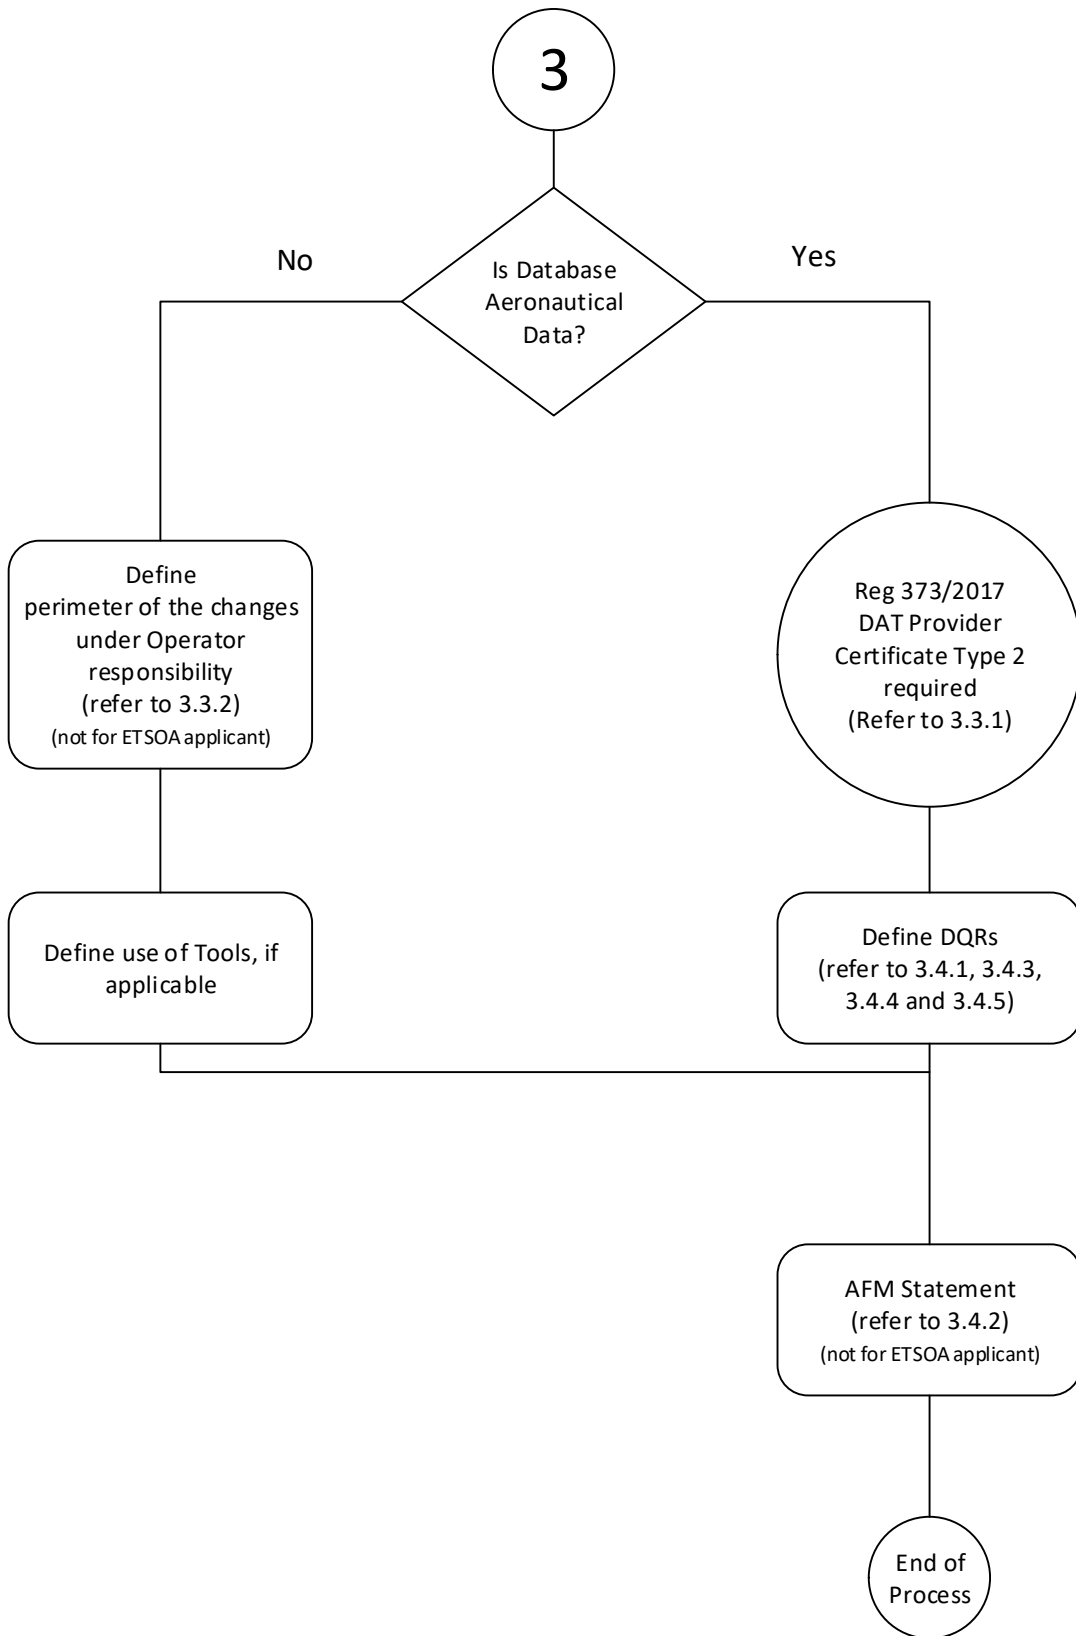 3
No
Yes
Is Database
Aeronautical
Data?
Define
perimeter of the changes
under Operator
responsibility
(refer to 3.3.2)
(not for ETSOA applicant)
Reg 373/2017
DAT Provider
Certificate Type 2
required
(Refer to 3.3.1)
Define use of Tools, if
applicable
Define DQRs
(refer to 3.4.1, 3.4.3,
3.4.4 and 3.4.5)
AFM Statement
(refer to 3.4.2)
(not for ETSOA applicant)
End of
Process